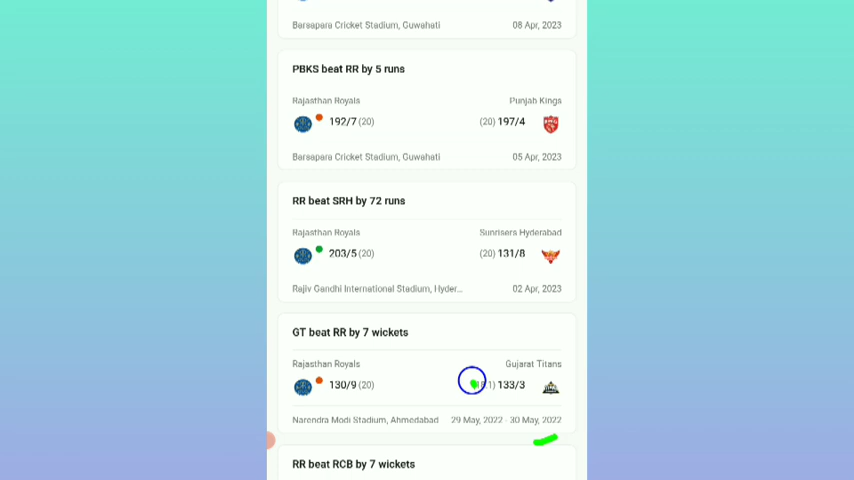 Barsapara Cricket Stadium, Guwahati 08 Apr, 2023
PBKS beat RR by 5 runs
Rajasthan Royals Punjab Kings
192/7 (20) (20) 197/4
Barsapara Cricket Stadium, Guwahati 05 Apr, 2023
RR beat SRH by 72 runs
Rajasthan Royals Sunrisers Hyderabad
203/5 (20) (20) 131/8
Rajiv Gandhi International Stadium, Hyder... 02 Apr, 2023
GT beat RR by 7 wickets
Rajasthan Royals Gujarat Titans
130/9 (20) 133/3
Narendra Modi Stadium, Ahmedabad 29 May, 2022 - 30 May, 2022
RR beat RCB by 7 wickets